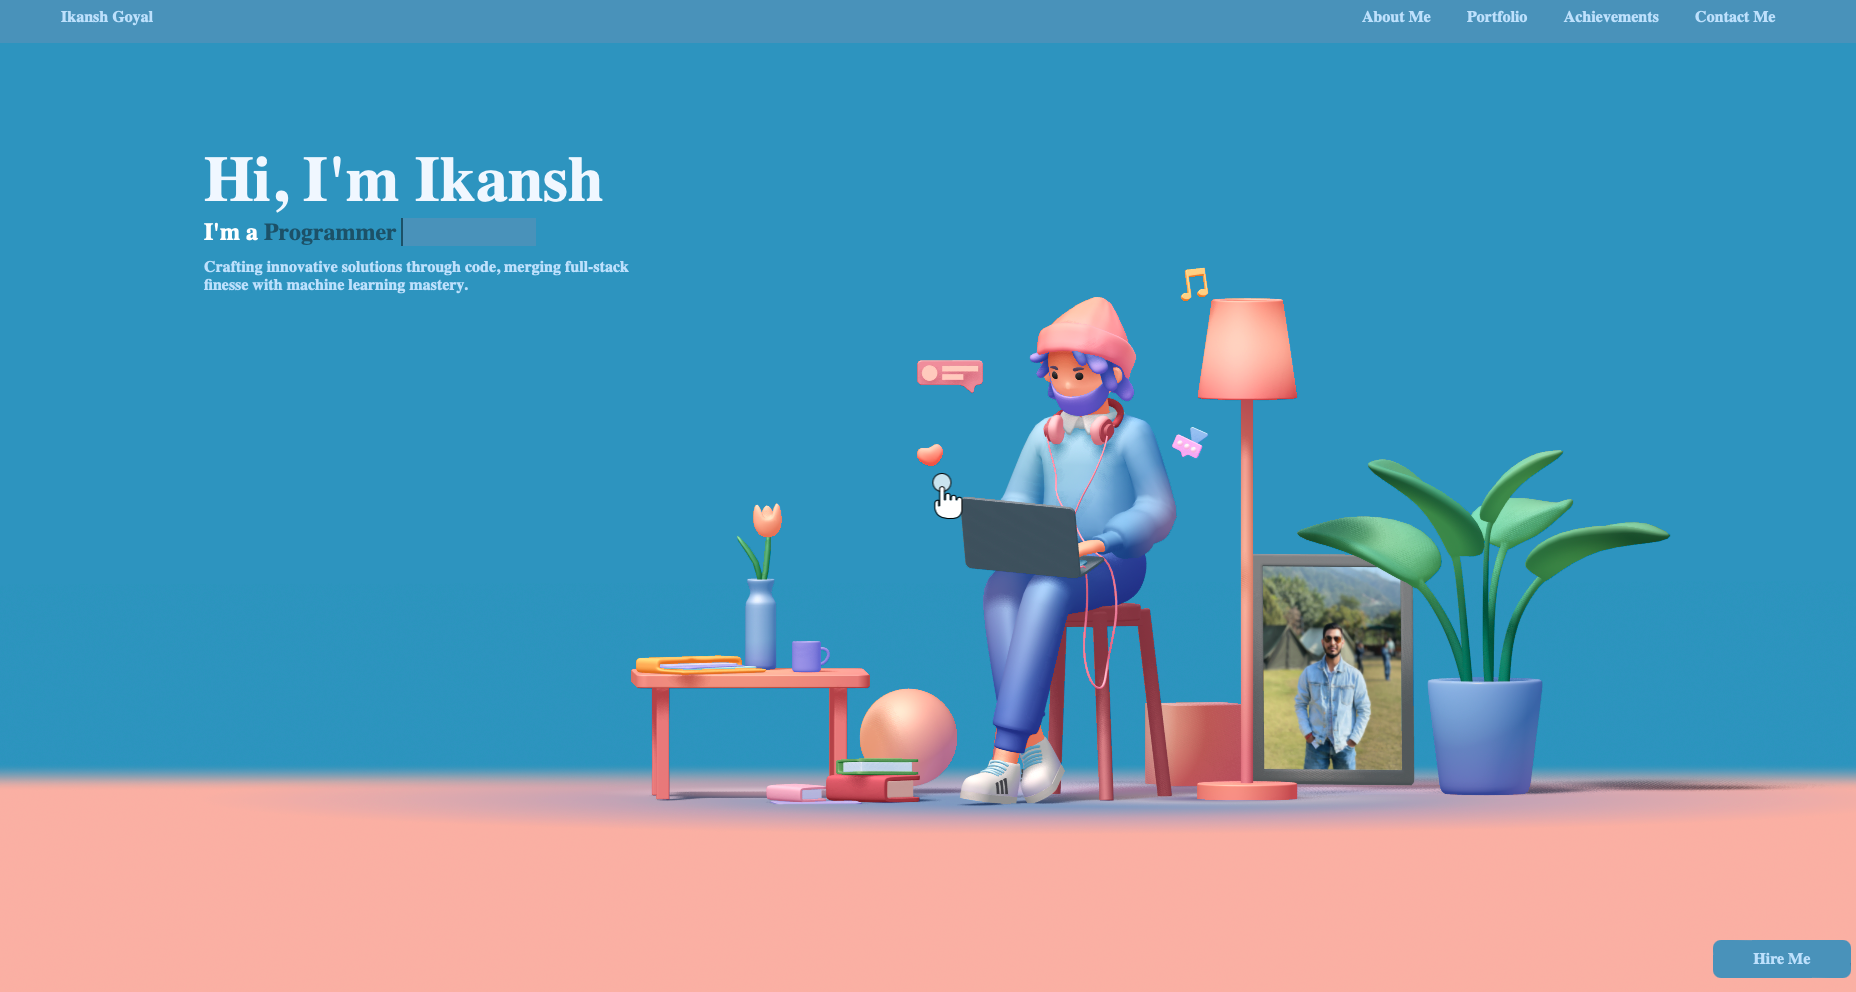 Ikansh Goyal
About Me
Portfolio
Achievements
Contact Me
Hi, I'm Ikansh
I'm a Programmer
Crafting innovative solutions through code, merging full-stack
finesse with machine learning mastery.
Hire Me